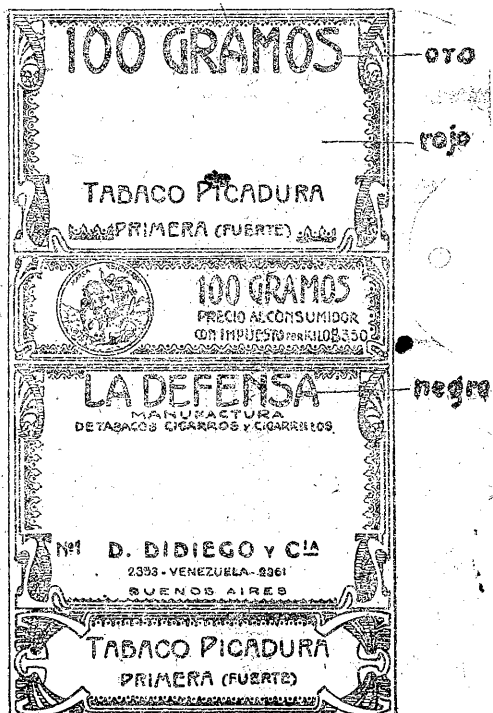 100 GRAMOS
oro
rojo
TABACO PICADURA
PRIMERA (FUERTE)
100 GRAMOS
PRECIO AL CONSUMIDOR
CON IMPUESTO POR KILO $ 3.50
LA DEFENSA
negro
MANUFACTURA
DE TABACOS CIGARROS Y CIGARRILLOS
Nº1 D. DIDIEGO Y CIA
2353 - VENEZUELA - 2361
BUENOS AIRES
TABACO PICADURA
PRIMERA (FUERTE)